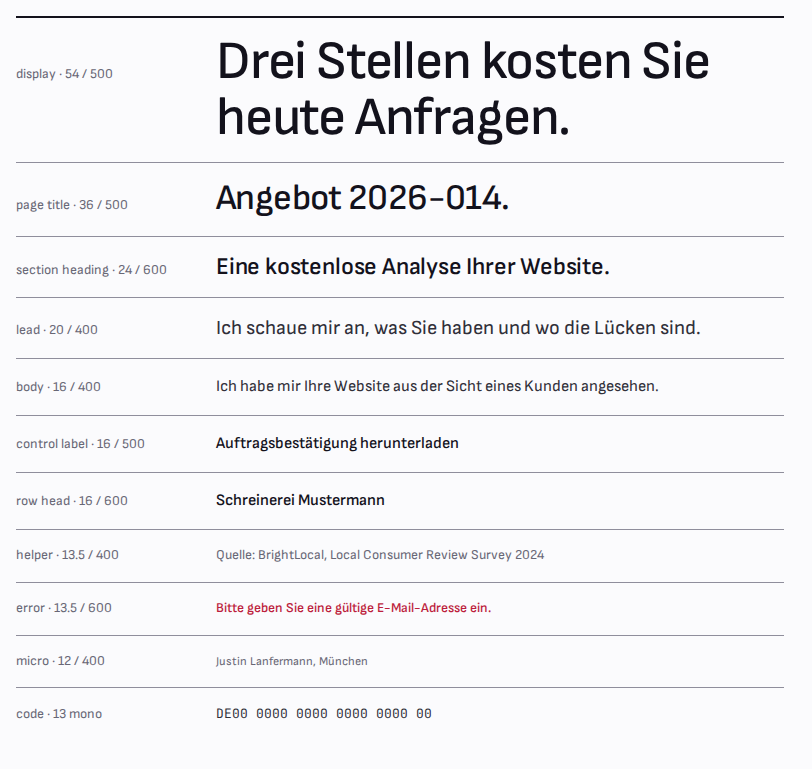 display · 54 / 500
Drei Stellen kosten Sie
heute Anfragen.
page title · 36 / 500
Angebot 2026-014.
section heading · 24 / 600
Eine kostenlose Analyse Ihrer Website.
lead · 20 / 400
Ich schaue mir an, was Sie haben und wo die Lücken sind.
body · 16 / 400
Ich habe mir Ihre Website aus der Sicht eines Kunden angesehen.
control label · 16 / 500
Auftragsbestätigung herunterladen
row head · 16 / 600
Schreinerei Mustermann
helper · 13.5 / 400
Quelle: BrightLocal, Local Consumer Review Survey 2024
error · 13.5 / 600
Bitte geben Sie eine gültige E-Mail-Adresse ein.
micro · 12 / 400
Justin Lanfermann, München
code · 13 mono
DE00 0000 0000 0000 0000 00